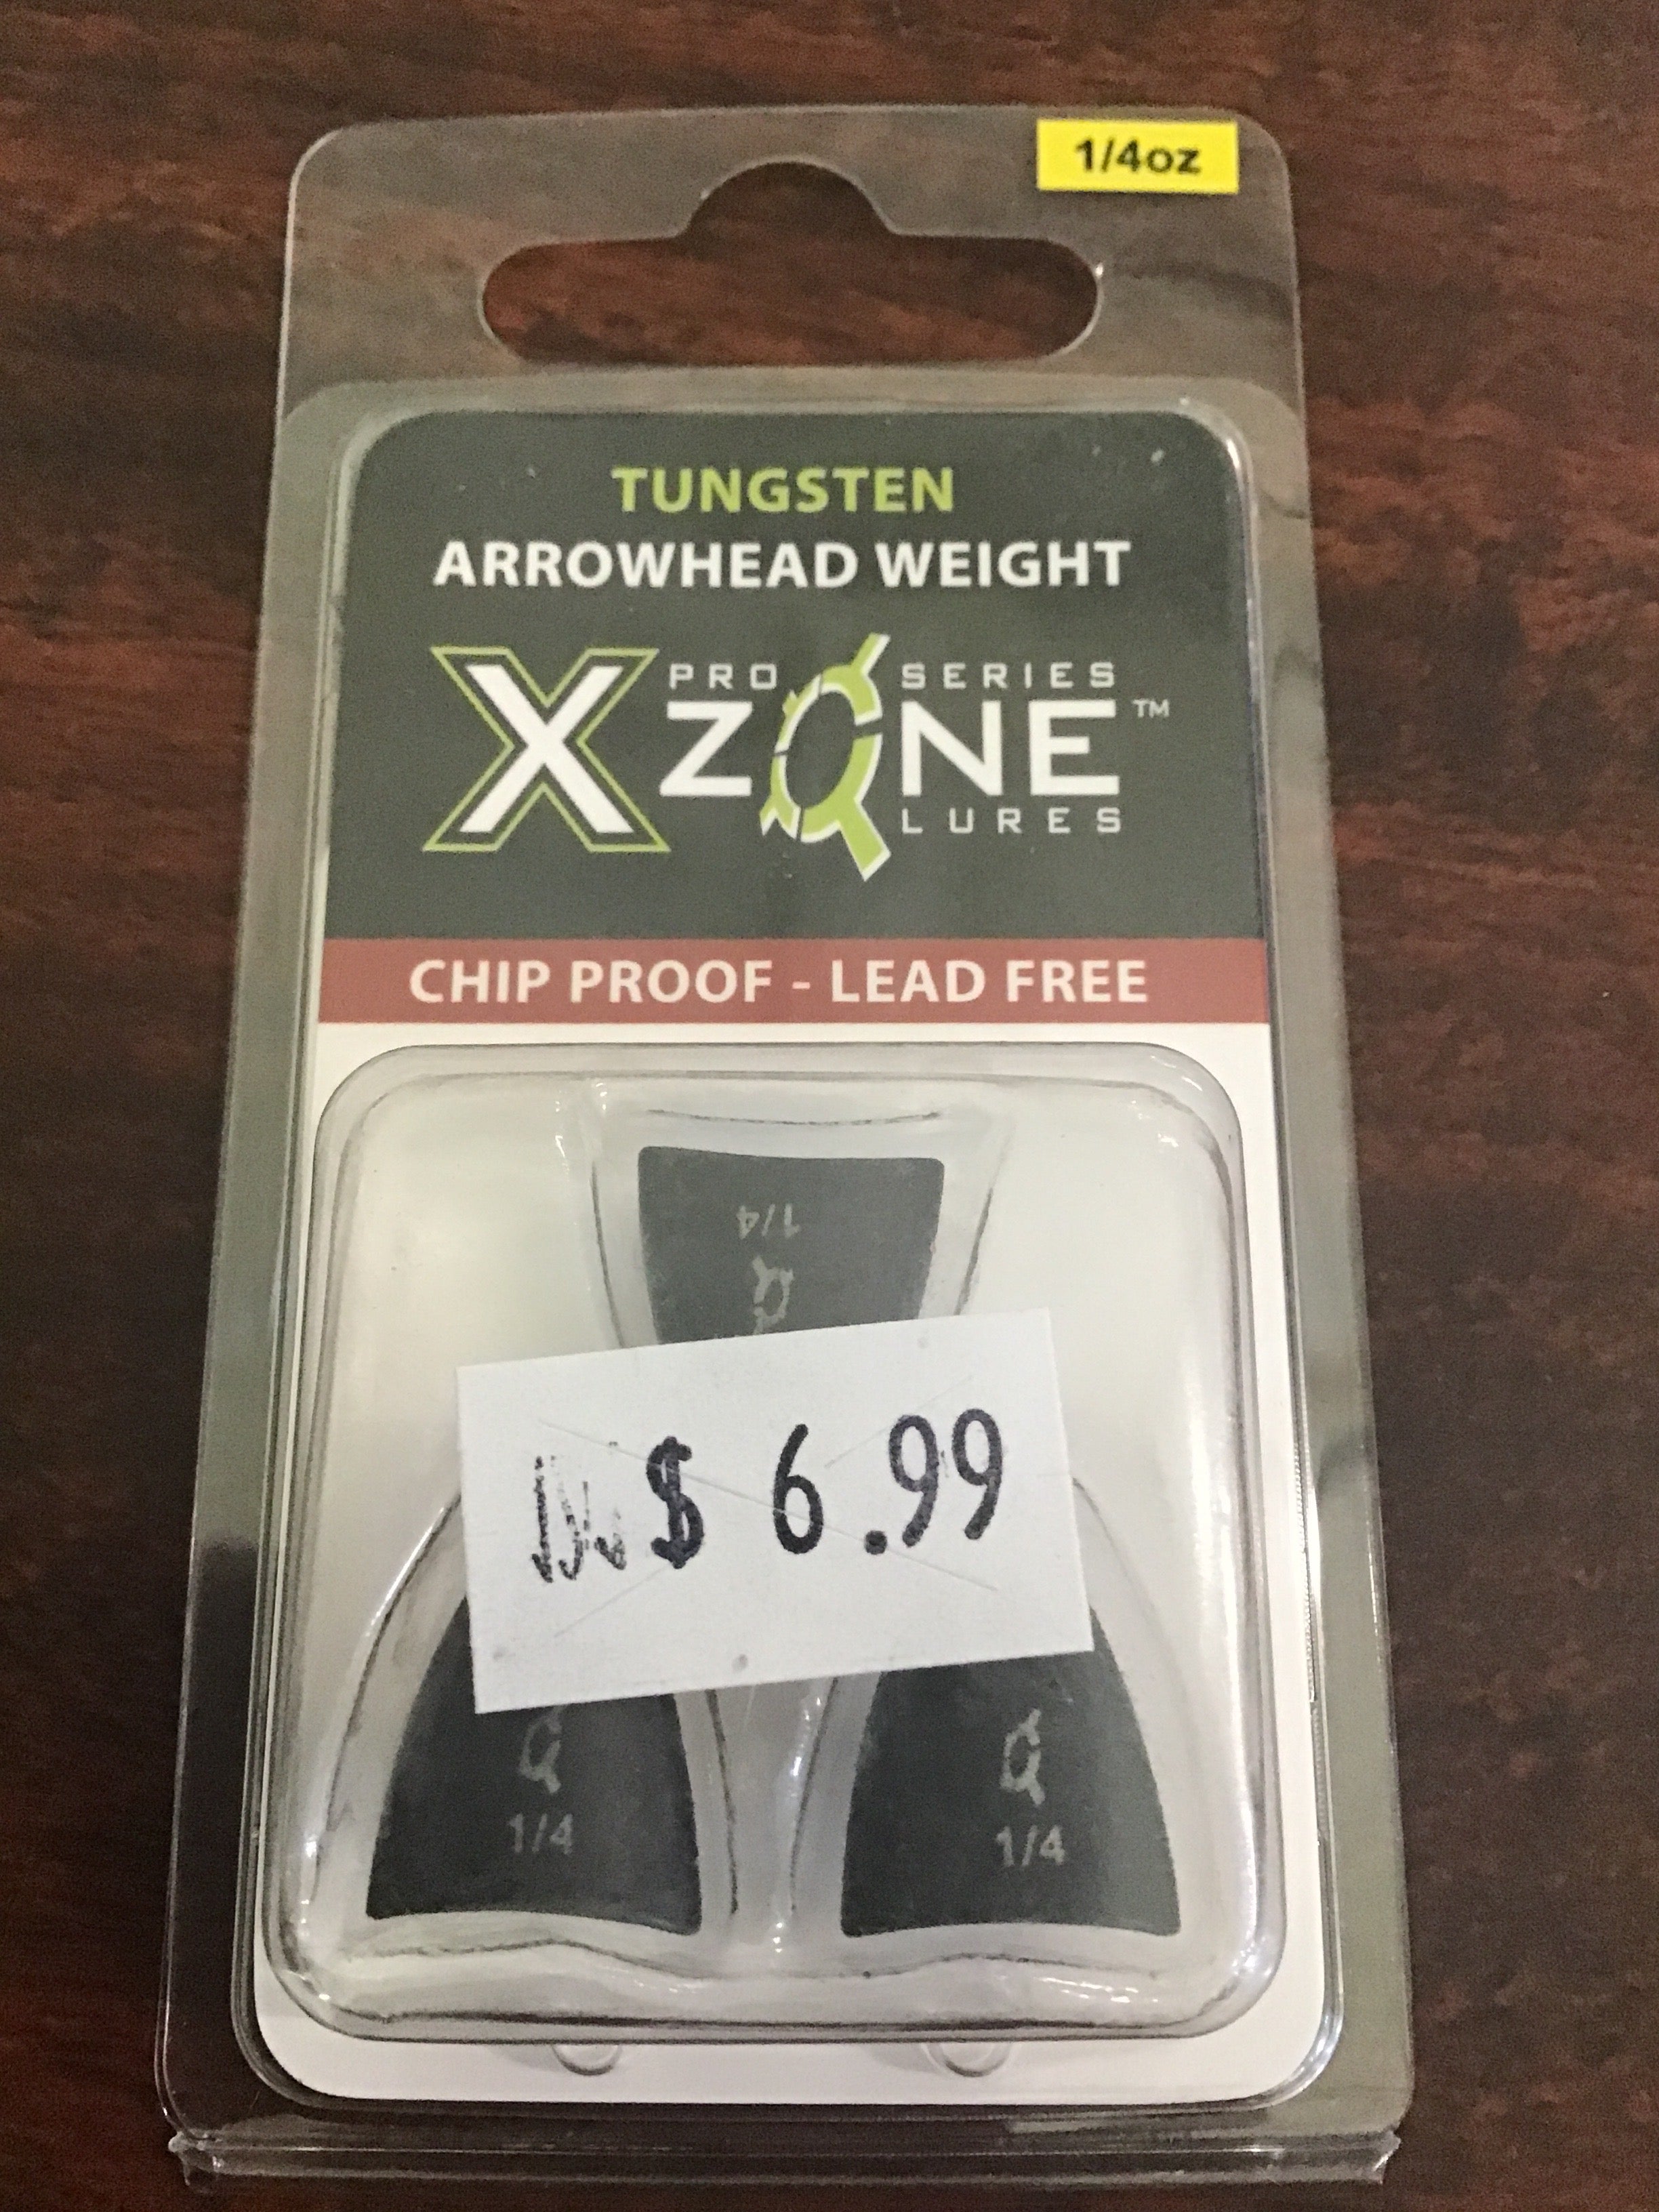 1/4oz
TUNGSTEN
ARROWHEAD WEIGHT
PRO SERIES
X ZONE™
LURES
CHIP PROOF - LEAD FREE
1/4
$ 6.99
1/4 1/4